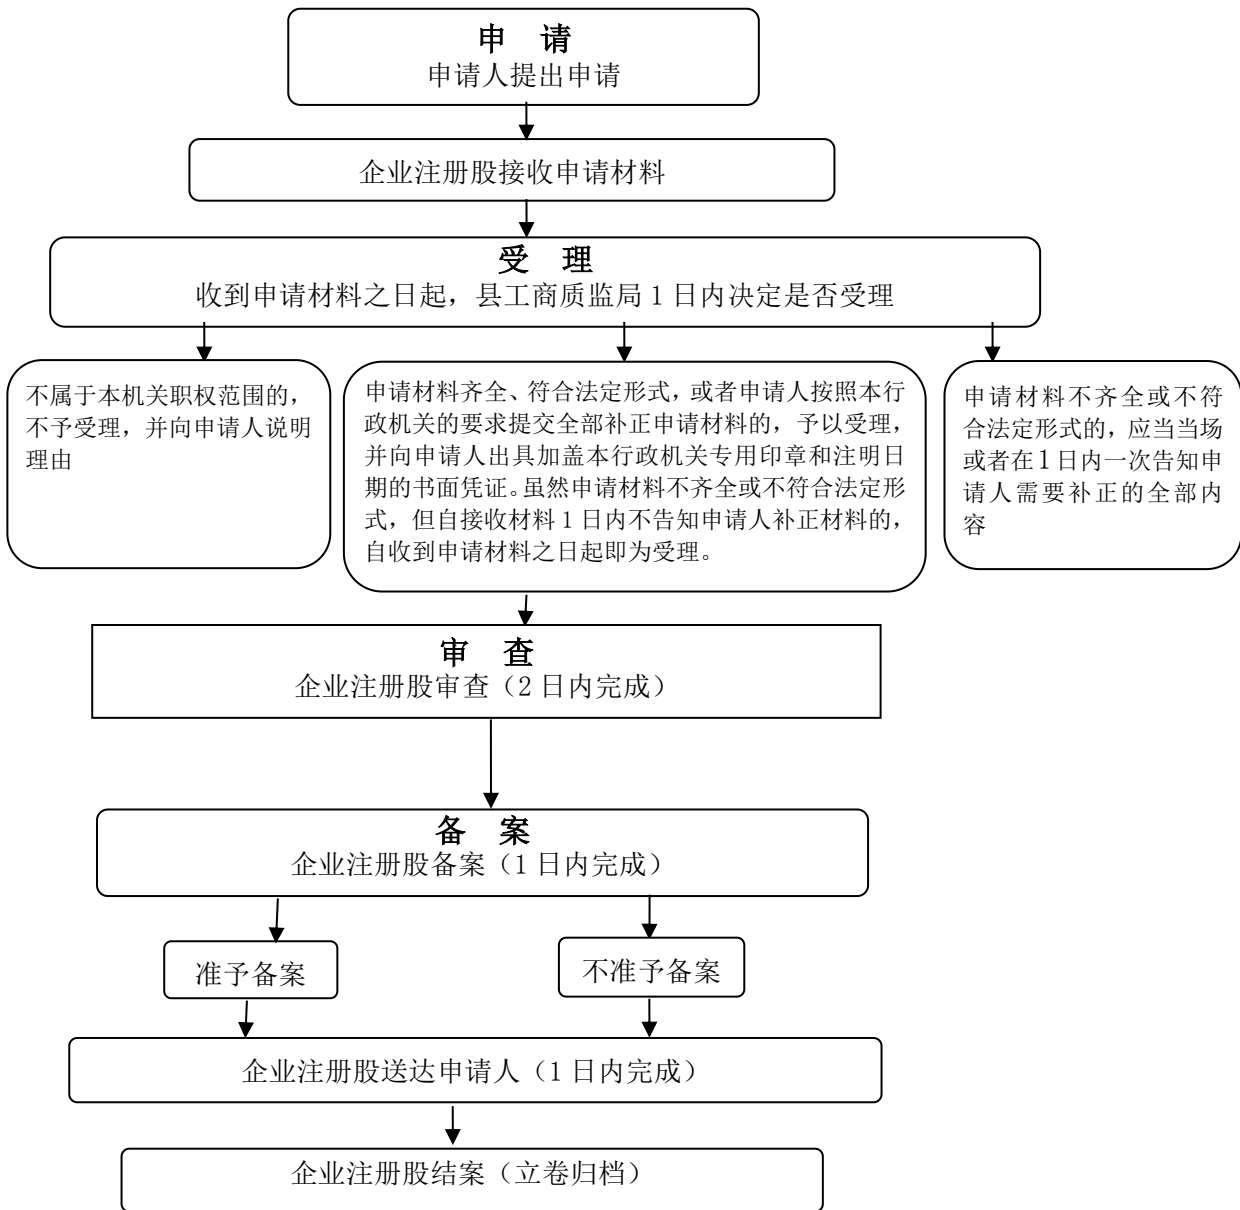 申 请
申请人提出申请
企业注册股接收申请材料
受 理
收到申请材料之日起，县工商质监局 1 日内决定是否受理
不属于本机关职权范围的，
不予受理，并向申请人说明
理由
申请材料齐全、符合法定形式，或者申请人按照本行
政机关的要求提交全部补正申请材料的，予以受理，
并向申请人出具加盖本行政机关专用印章和注明日
期的书面凭证。虽然申请材料不齐全或不符合法定形
式，但自接收材料 1 日内不告知申请人补正材料的，
自收到申请材料之日起即为受理。
申请材料不齐全或不符
合法定形式的，应当当场
或者在 1 日内一次告知申
请人需要补正的全部内
容
审 查
企业注册股审查（2 日内完成）
备 案
企业注册股备案（1 日内完成）
准予备案
不准予备案
企业注册股送达申请人（1 日内完成）
企业注册股结案（立卷归档）